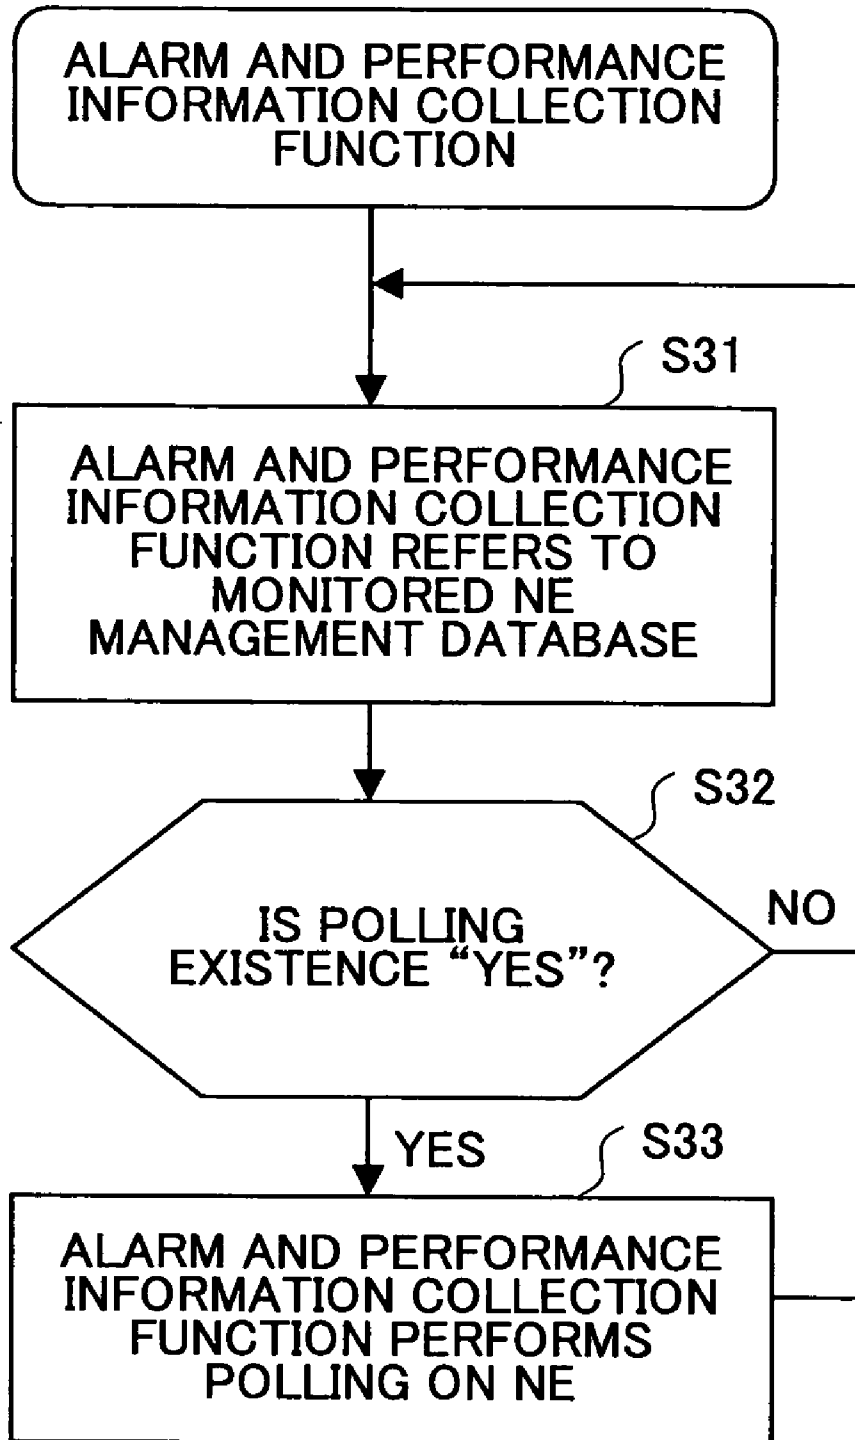 ALARM AND PERFORMANCE
INFORMATION COLLECTION
FUNCTION
S31
ALARM AND PERFORMANCE
INFORMATION COLLECTION
FUNCTION REFERS TO
MONITORED NE
MANAGEMENT DATABASE
S32
IS POLLING
EXISTENCE “YES”?
NO
YES
S33
ALARM AND PERFORMANCE
INFORMATION COLLECTION
FUNCTION PERFORMS
POLLING ON NE